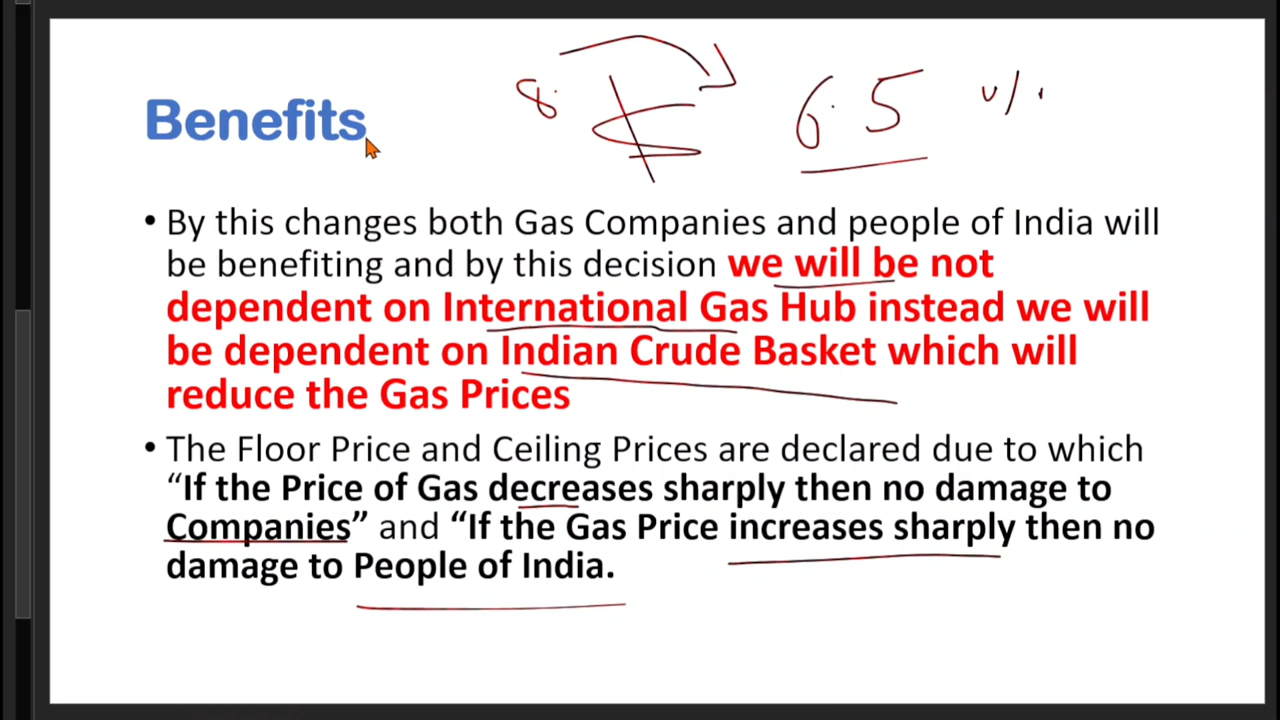 8.
6.5
Benefits
• By this changes both Gas Companies and people of India will
be benefiting and by this decision we will be not
dependent on International Gas Hub instead we will
be dependent on Indian Crude Basket which will
reduce the Gas Prices
• The Floor Price and Ceiling Prices are declared due to which
“If the Price of Gas decreases sharply then no damage to
Companies” and “If the Gas Price increases sharply then no
damage to People of India.